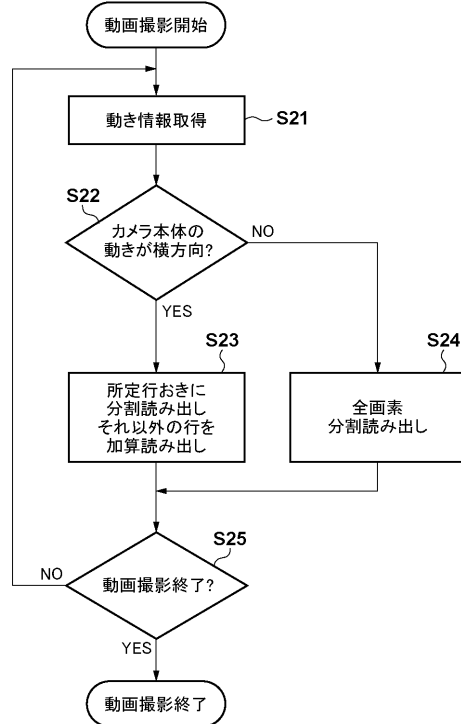 動画撮影開始
動き情報取得
S21
S22
カメラ本体の
動きが横方向?
NO
YES
S23
所定行おきに
分割読み出し
それ以外の行を
加算読み出し
S24
全画素
分割読み出し
S25
動画撮影終了?
NO
YES
動画撮影終了